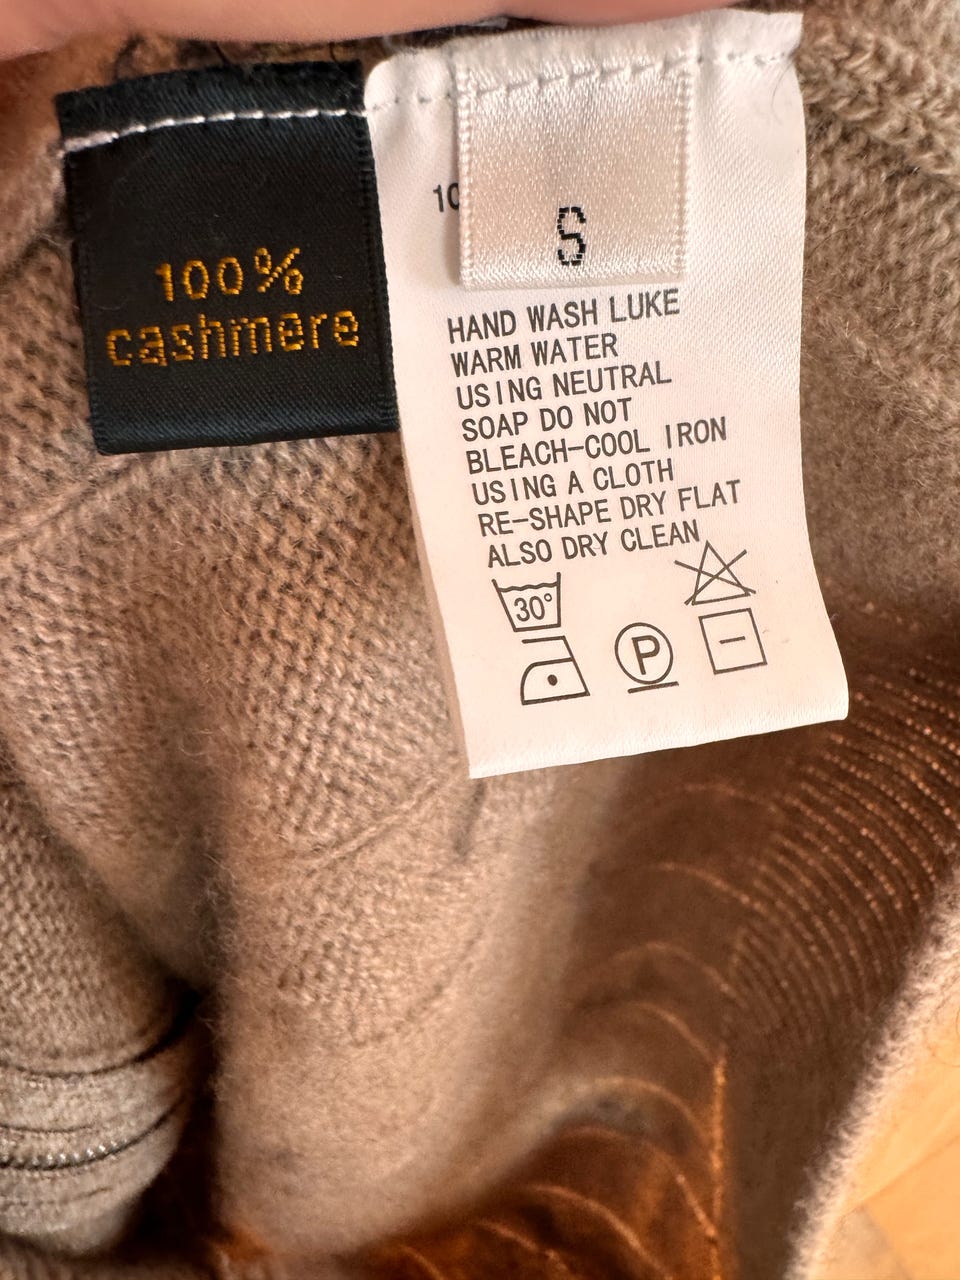 100%
cashmere
10
S
HAND WASH LUKE
WARM WATER
USING NEUTRAL
SOAP DO NOT
BLEACH-COOL IRON
USING A CLOTH
RE-SHAPE DRY FLAT
ALSO DRY CLEAN
30°
P